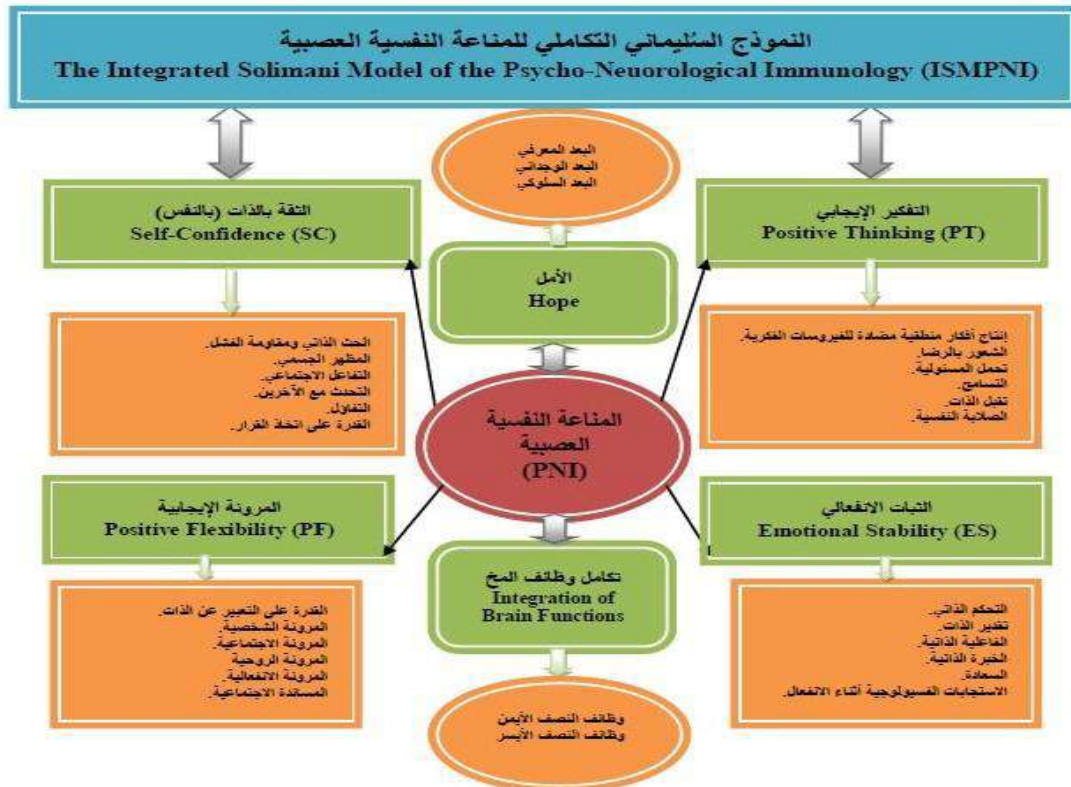 النموذج السليماني التكاملي للمناعة النفسية العصبية
The Integrated Solimani Model of the Psycho-Neuorological Immunology (ISMPNI)
البعد المعرفي
البعد الوجداني
البعد السلوكي
التفكير الإيجابي
Positive Thinking (PT)
الثقة بالذات (بالنفس)
Self-Confidence (SC)
الأمل
Hope
إنتاج أفكار منطقية مضادة للفيروسات الفكرية.
الشعور بالرضا.
تحمل المسئولية.
التسامح.
تقبل الذات.
الصلابة النفسية.
الحث الذاتي ومقاومة الفشل.
المظهر الجسمي.
التفاعل الاجتماعي.
التحدث مع الآخرين.
التفاؤل.
القدرة على اتخاذ القرار.
المناعة النفسية
العصبية
(PNI)
الثبات الانفعالي
Emotional Stability (ES)
المرونة الإيجابية
Positive Flexibility (PF)
تكامل وظائف المخ
Integration of
Brain Functions
التحكم الذاتي.
تقدير الذات.
الفاعلية الذاتية.
الخبرة الذاتية.
السعادة.
الاستجابات الفسيولوجية أثناء الانفعال.
القدرة على التعبير عن الذات.
المرونة الشخصية.
المرونة الاجتماعية.
المرونة الروحية.
المرونة الانفعالية.
المساندة الاجتماعية.
وظائف النصف الأيمن
وظائف النصف الأيسر